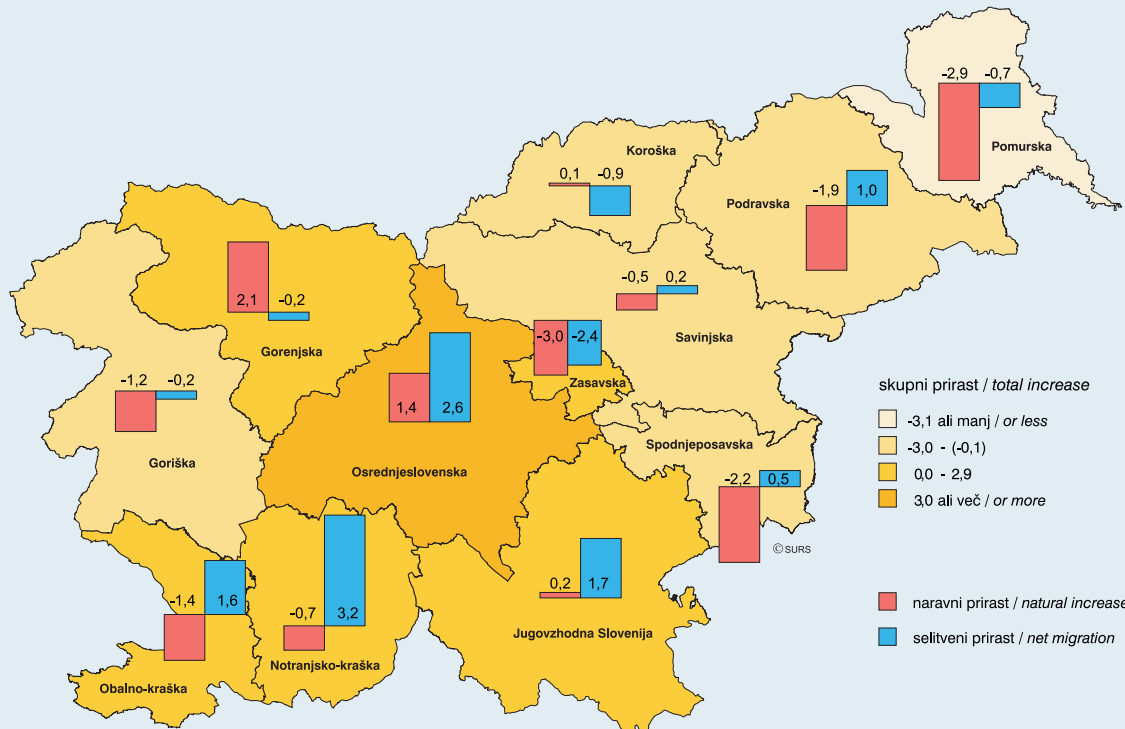 -2,9 -0,7
Pomurska
Koroška
0,1 -0,9
-1,9 1,0
Podravska
2,1 -0,2
Gorenjska
-0,5 0,2
Savinjska
-3,0 -2,4
Zasavska
-1,2 -0,2
Goriška
1,4 2,6
Osrednjeslovenska
Spodnjeposavska
-2,2 0,5
-1,4 1,6
Obalno-kraška
-0,7 3,2
Notranjsko-kraška
0,2 1,7
Jugovzhodna Slovenija
skupni prirast / total increase
-3,1 ali manj / or less
-3,0 - (-0,1)
0,0 - 2,9
3,0 ali več / or more
© SURS
naravni prirast / natural increase
selitveni prirast / net migration